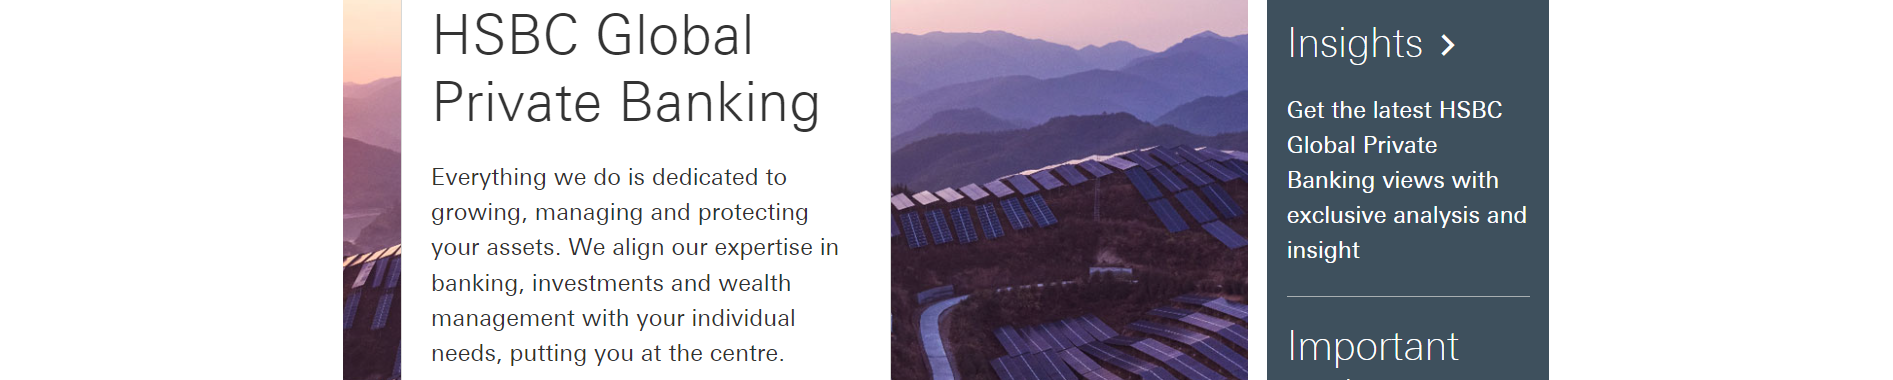 HSBC Global
Private Banking
Everything we do is dedicated to
growing, managing and protecting
your assets. We align our expertise in
banking, investments and wealth
management with your individual
needs, putting you at the centre.
Insights
Get the latest HSBC
Global Private
Banking views with
exclusive analysis and
insight
Important